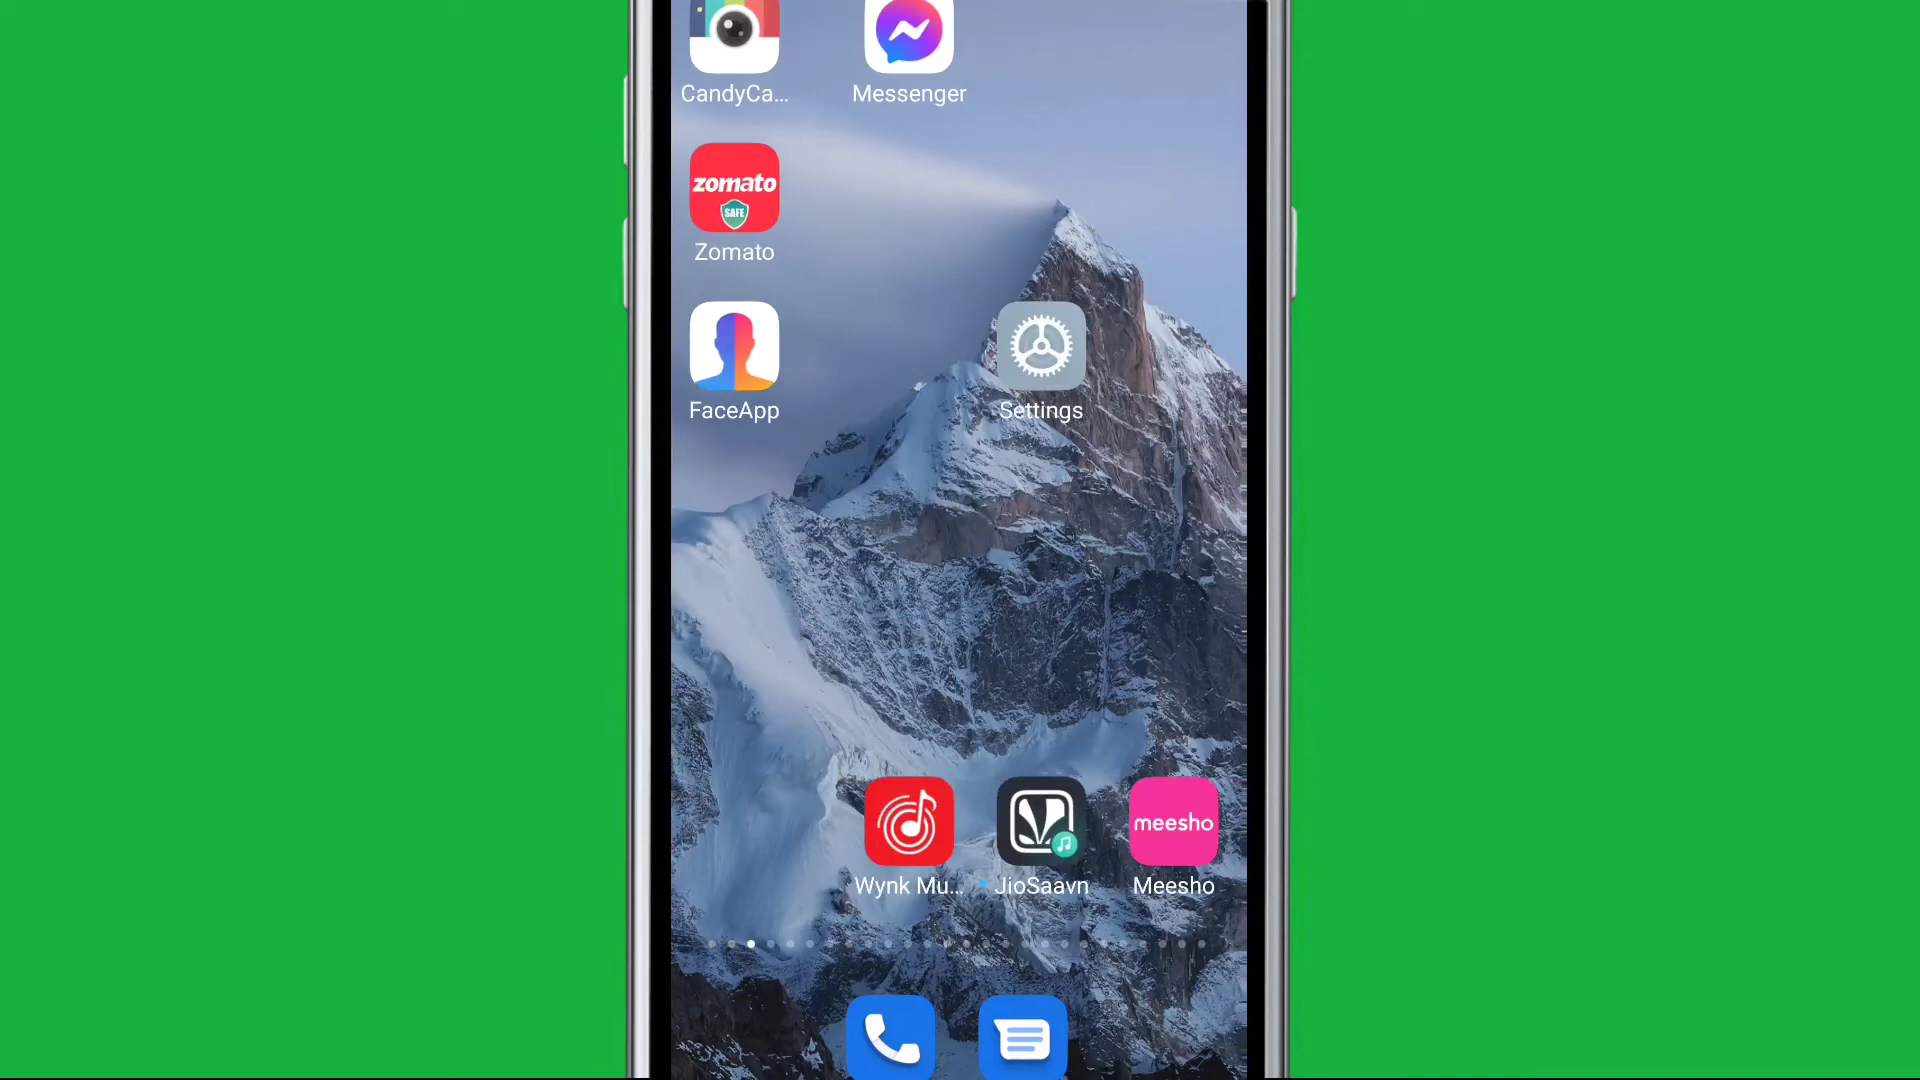 CandyCa...
Messenger
zomato
SAFE
Zomato
FaceApp
Settings
meesho
Wynk Mu...
JioSaavn
Meesho